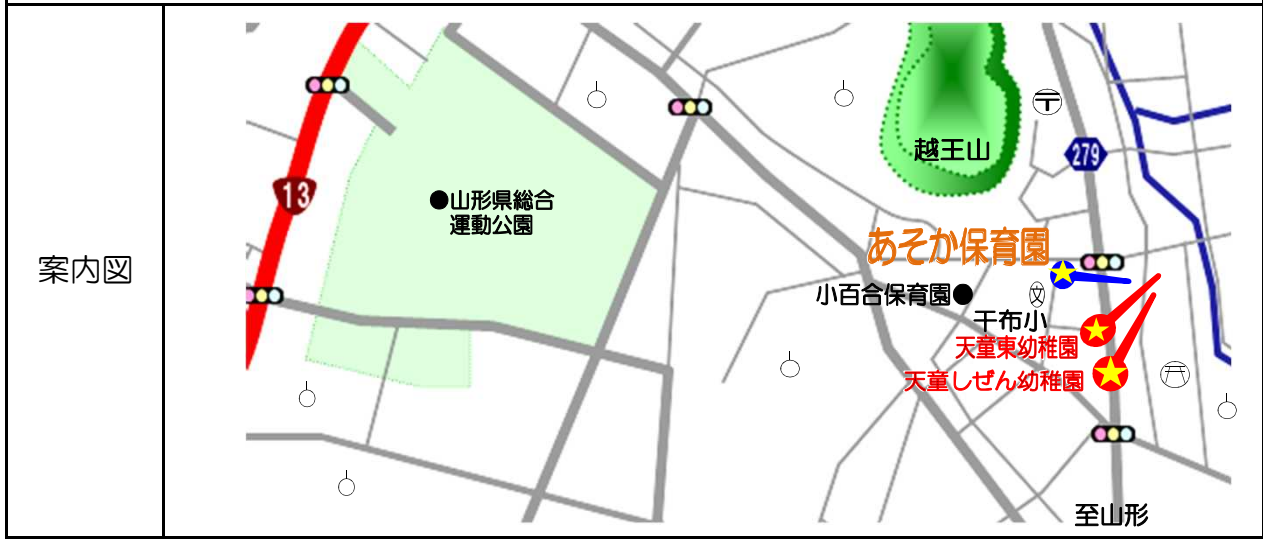 案内図
越王山
279
13
●山形県総合
運動公園
あそか保育園
小百合保育園●
文
干布小
天童東幼稚園
天童しぜん幼稚園
至山形